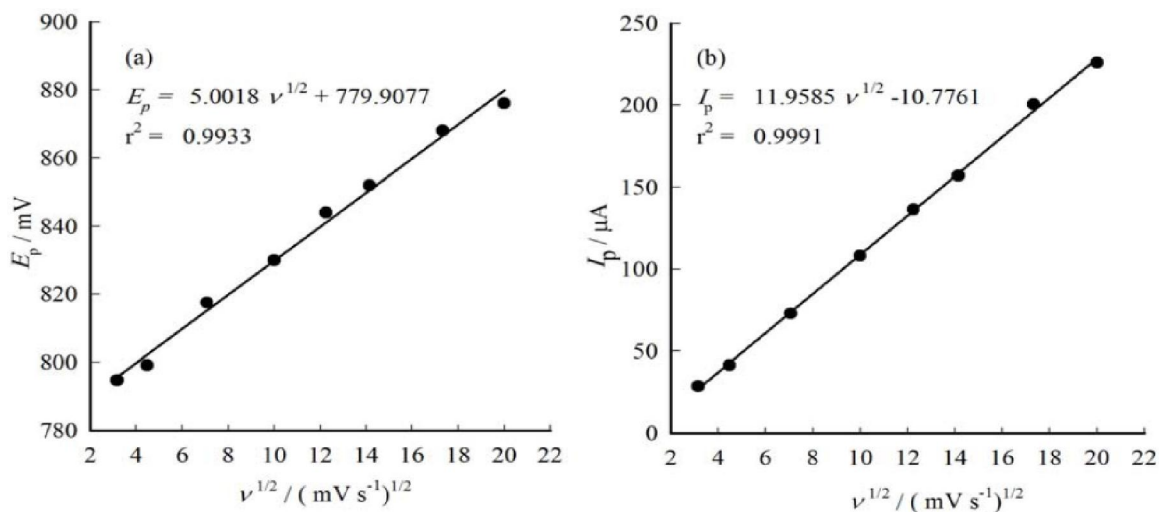 900
880
860
840
820
800
780
E_p / mV
(a)
E_p = 5.0018 ν^1/2 + 779.9077
r² = 0.9933
2 4 6 8 10 12 14 16 18 20 22
ν^1/2 / ( mV s⁻¹)^1/2
250
200
150
100
50
0
I_p / µA
(b)
I_p = 11.9585 ν^1/2 -10.7761
r² = 0.9991
2 4 6 8 10 12 14 16 18 20 22
ν^1/2 / ( mV s⁻¹)^1/2